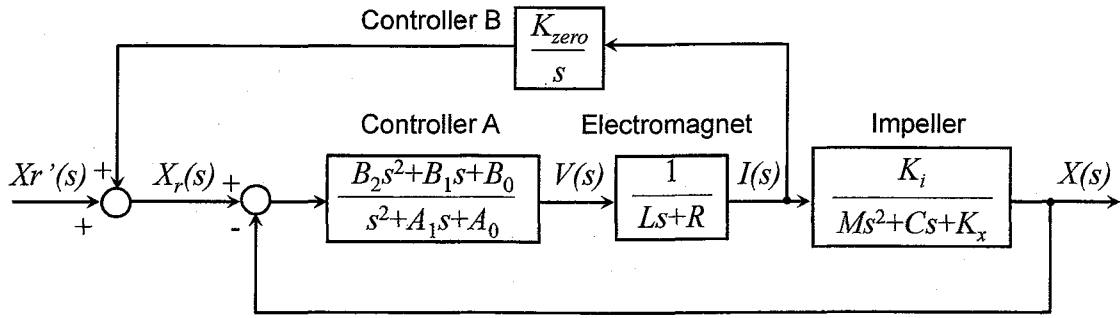 Controller B
K_zero
s
Controller A
Electromagnet
Impeller
Xr'(s)
+
+
X_r(s)
+
-
B_2s^2+B_1s+B_0
s^2+A_1s+A_0
V(s)
1
Ls+R
I(s)
K_i
Ms^2+Cs+K_x
X(s)